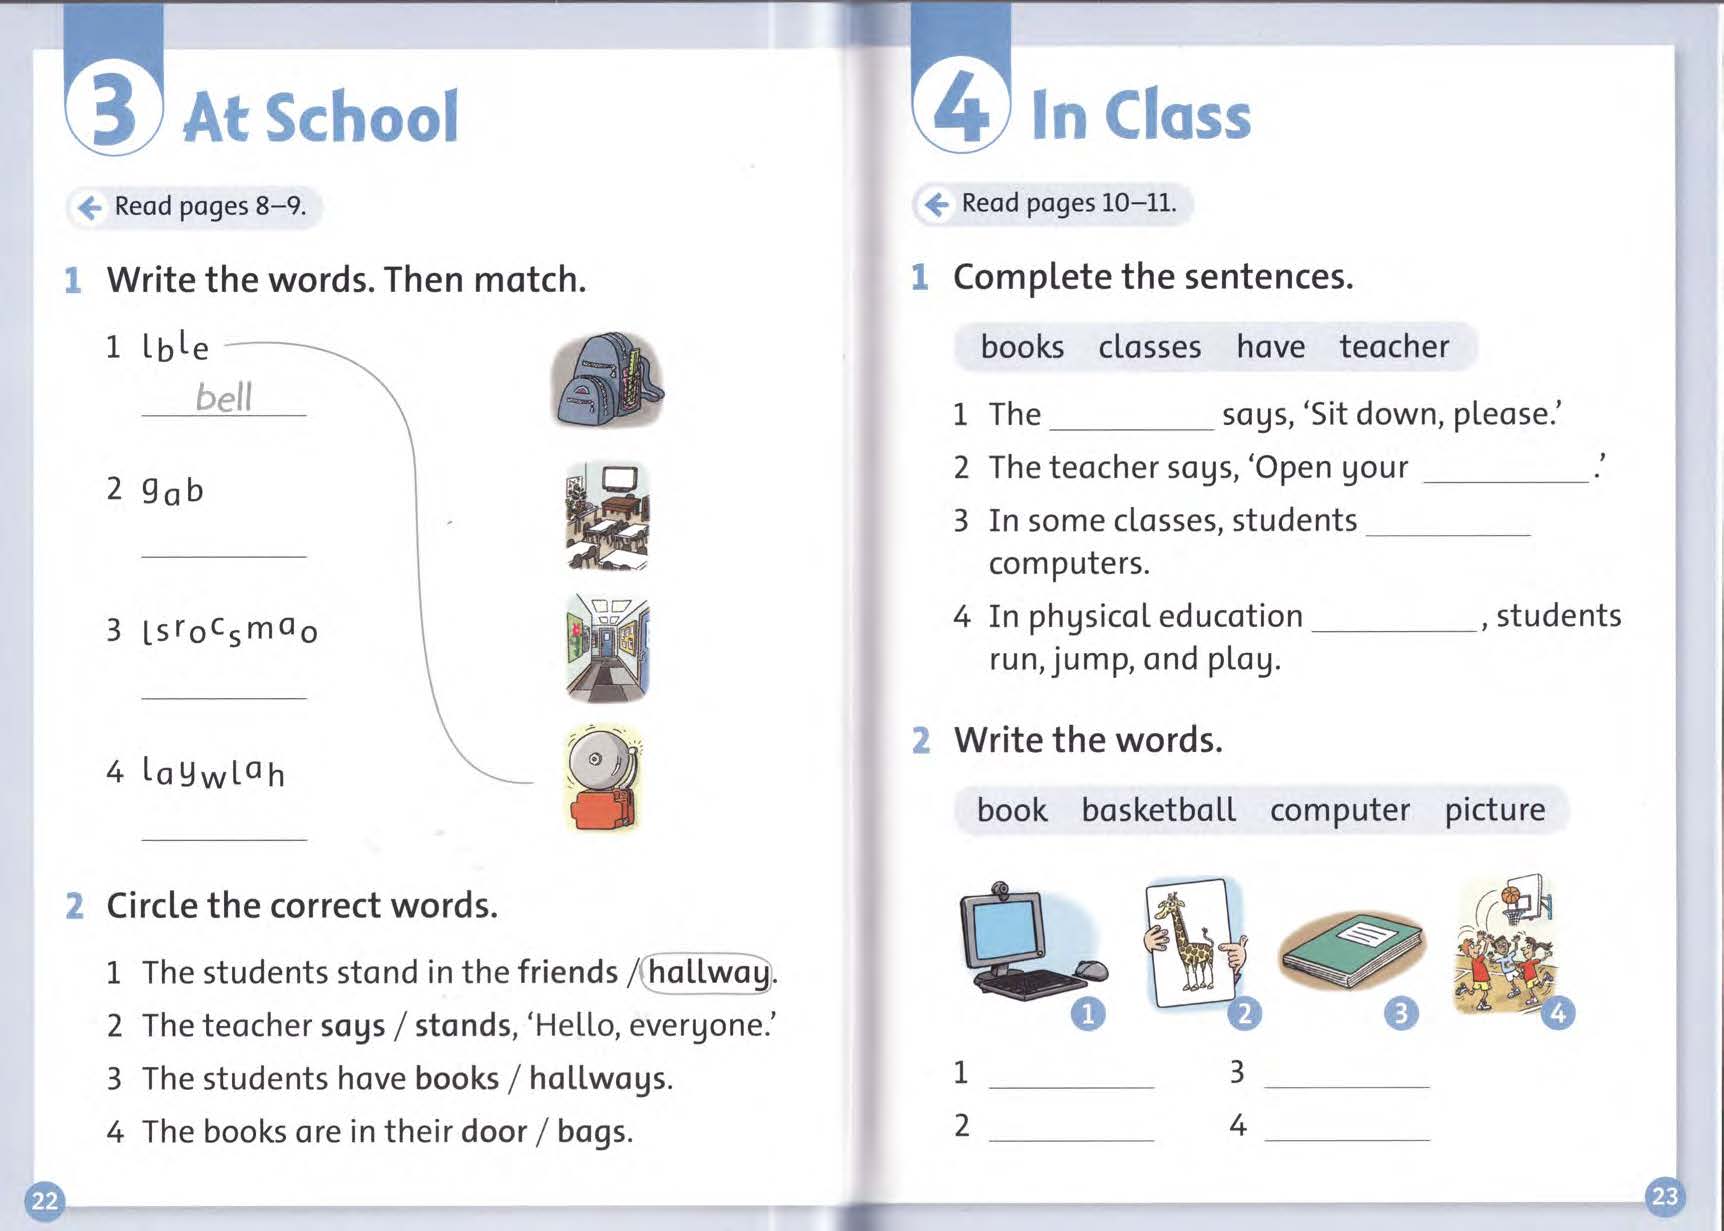 3 At School
← Read pages 8–9.
1 Write the words. Then match.
1 lble
bell
2 gab
3 lsrocsmao
4 laywlah
2 Circle the correct words.
1 The students stand in the friends / hallway.
2 The teacher says / stands, ‘Hello, everyone.’
3 The students have books / hallways.
4 The books are in their door / bags.
22
4 In Class
← Read pages 10–11.
1 Complete the sentences.
books classes have teacher
1 The __________ says, ‘Sit down, please.’
2 The teacher says, ‘Open your __________.’
3 In some classes, students __________
computers.
4 In physical education __________, students
run, jump, and play.
2 Write the words.
book basketball computer picture
1 2 3 4
1 __________ 3 __________
2 __________ 4 __________
23